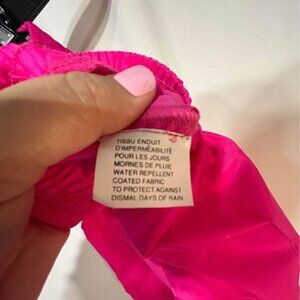 TISSU ENDUIT
D'IMPERMÉABILITÉ
POUR LES JOURS
MORNES DE PLUIE
WATER REPELLENT
COATED FABRIC
TO PROTECT AGAINST
DISMAL DAYS OF RAIN